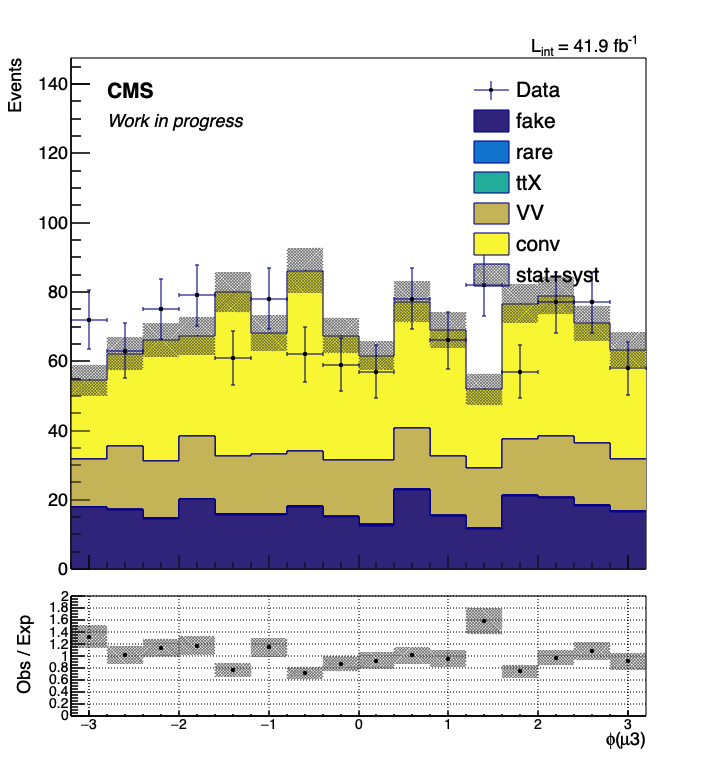 L_int = 41.9 fb^-1
Events
140
120
100
80
60
40
20
0
CMS
Work in progress
Data
fake
rare
ttX
VV
conv
stat+syst
Obs / Exp
2
1.8
1.6
1.4
1.2
1
0.8
0.6
0.4
0.2
0
−3 −2 −1 0 1 2 3
ϕ(μ3)